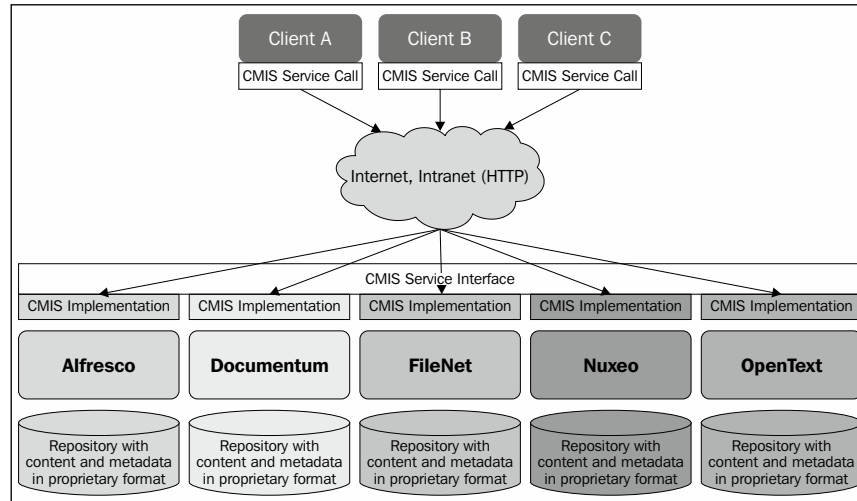 Client A
Client B
Client C
CMIS Service Call
CMIS Service Call
CMIS Service Call
Internet, Intranet (HTTP)
CMIS Service Interface
CMIS Implementation
CMIS Implementation
CMIS Implementation
CMIS Implementation
CMIS Implementation
Alfresco
Documentum
FileNet
Nuxeo
OpenText
Repository with
content and metadata
in proprietary format
Repository with
content and metadata
in proprietary format
Repository with
content and metadata
in proprietary format
Repository with
content and metadata
in proprietary format
Repository with
content and metadata
in proprietary format